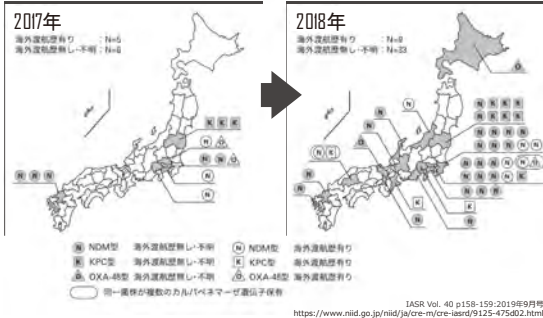 2017年
海外渡航歴有り ：N=5
海外渡航歴無し・不明：N=6
2018年
海外渡航歴有り ：N=9
海外渡航歴無し・不明：N=33
N NDM型 海外渡航歴無し・不明 N NDM型 海外渡航歴有り
K KPC型 海外渡航歴無し・不明 K KPC型 海外渡航歴有り
O OXA-48型 海外渡航歴無し・不明 O OXA-48型 海外渡航歴有り
同一菌株が複数のカルバペネマーゼ遺伝子保有
IASR Vol. 40 p158-159:2019年9月号
https://www.niid.go.jp/niid/ja/cre-m/cre-iasrd/9125-475d02.html